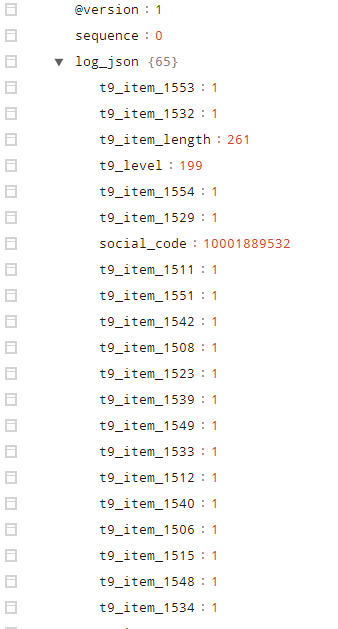 @version : 1
sequence : 0
log_json {65}
t9_item_1553 : 1
t9_item_1532 : 1
t9_item_length : 261
t9_level : 199
t9_item_1554 : 1
t9_item_1529 : 1
social_code : 10001889532
t9_item_1511 : 1
t9_item_1551 : 1
t9_item_1542 : 1
t9_item_1508 : 1
t9_item_1523 : 1
t9_item_1539 : 1
t9_item_1549 : 1
t9_item_1533 : 1
t9_item_1512 : 1
t9_item_1540 : 1
t9_item_1506 : 1
t9_item_1515 : 1
t9_item_1548 : 1
t9_item_1534 : 1